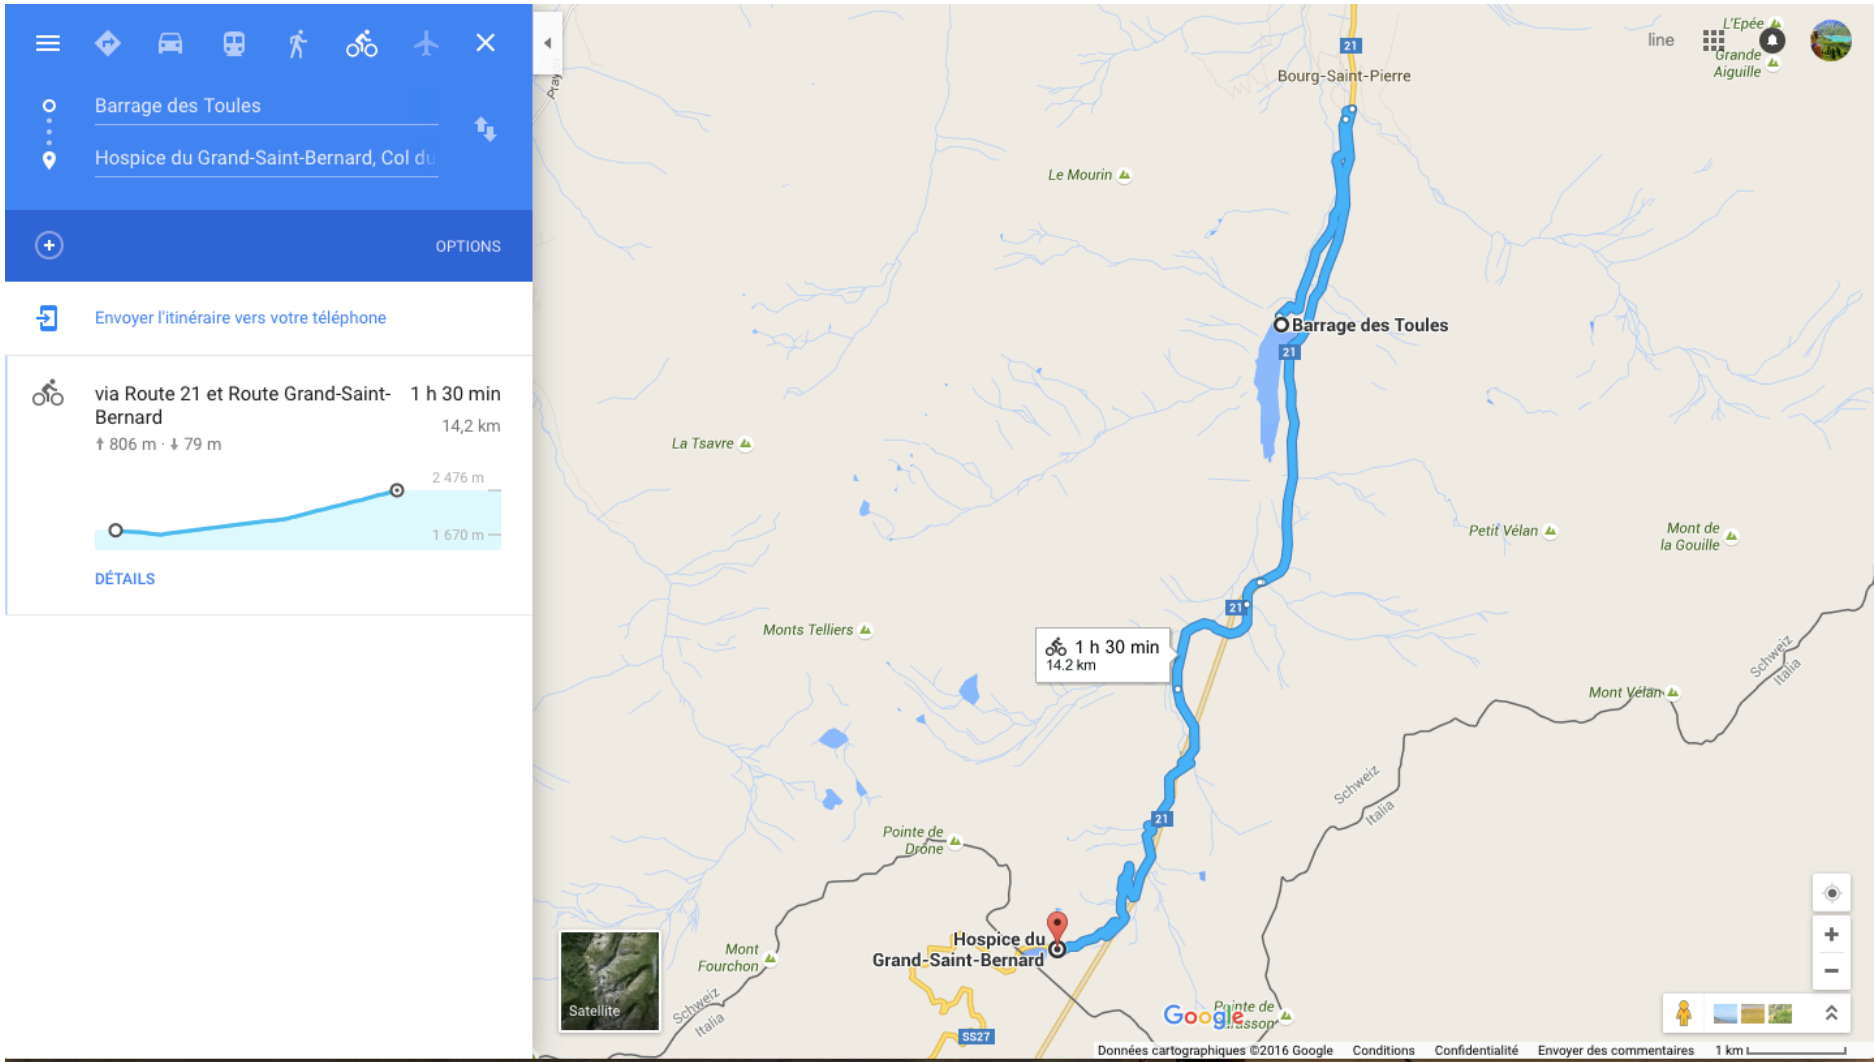 Barrage des Toules
Hospice du Grand-Saint-Bernard, Col du
OPTIONS
Envoyer l'itinéraire vers votre téléphone
via Route 21 et Route Grand-Saint-
Bernard
1 h 30 min
14,2 km
806 m · 79 m
2 476 m
1 670 m
DÉTAILS
line
L'Epée
Grande
Aiguille
21
Bourg-Saint-Pierre
Le Mourin
Barrage des Toules
21
La Tsavre
Petit Vélan
Mont de
la Gouille
21
Monts Telliers
1 h 30 min
14.2 km
Schweiz
Italia
Mont Vélan
Schweiz
Italia
21
Pointe de
Drône
Hospice du
Grand-Saint-Bernard
Mont
Fourchon
Schweiz
Italia
Satellite
SS27
Google
Pointe de
Données cartographiques ©2016 Google
Conditions
Confidentialité
Envoyer des commentaires
1 km